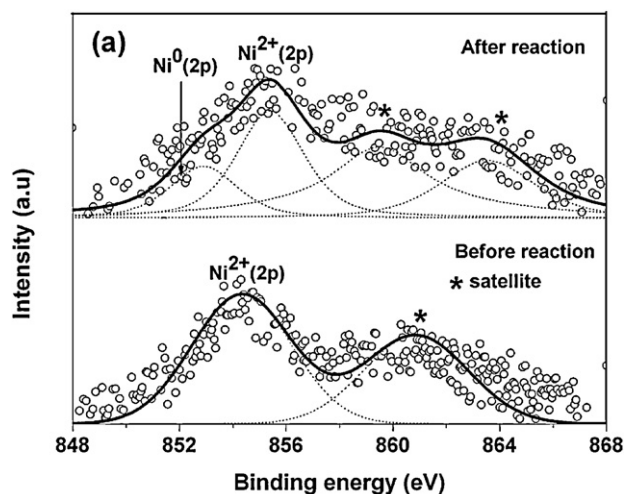 (a)
After reaction
Ni⁰(2p)
Ni²⁺(2p)
*
*
Before reaction
* satellite
Ni²⁺(2p)
*
Intensity (a.u)
848 852 856 860 864 868
Binding energy (eV)